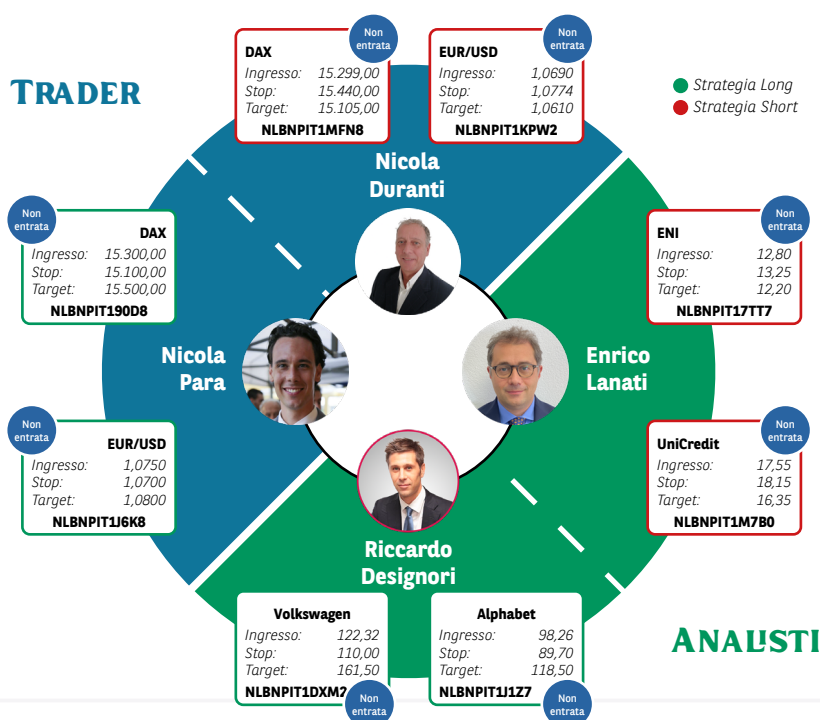 TRADER
Non
entrata
DAX
Ingresso: 15.299,00
Stop: 15.440,00
Target: 15.105,00
NLBNPIT1MFN8
Non
entrata
EUR/USD
Ingresso: 1,0690
Stop: 1,0774
Target: 1,0610
NLBNPIT1KPW2
Strategia Long
Strategia Short
Nicola
Duranti
Non
entrata
DAX
Ingresso: 15.300,00
Stop: 15.100,00
Target: 15.500,00
NLBNPIT190D8
Non
entrata
ENI
Ingresso: 12,80
Stop: 13,25
Target: 12,20
NLBNPIT17TT7
Nicola
Para
Enrico
Lanati
Non
entrata
EUR/USD
Ingresso: 1,0750
Stop: 1,0700
Target: 1,0800
NLBNPIT1J6K8
Non
entrata
UniCredit
Ingresso: 17,55
Stop: 18,15
Target: 16,35
NLBNPIT1M7B0
Riccardo
Designori
Volkswagen
Ingresso: 122,32
Stop: 110,00
Target: 161,50
NLBNPIT1DXM2
Non
entrata
Alphabet
Ingresso: 98,26
Stop: 89,70
Target: 118,50
NLBNPIT1J1Z7
Non
entrata
ANALISTI